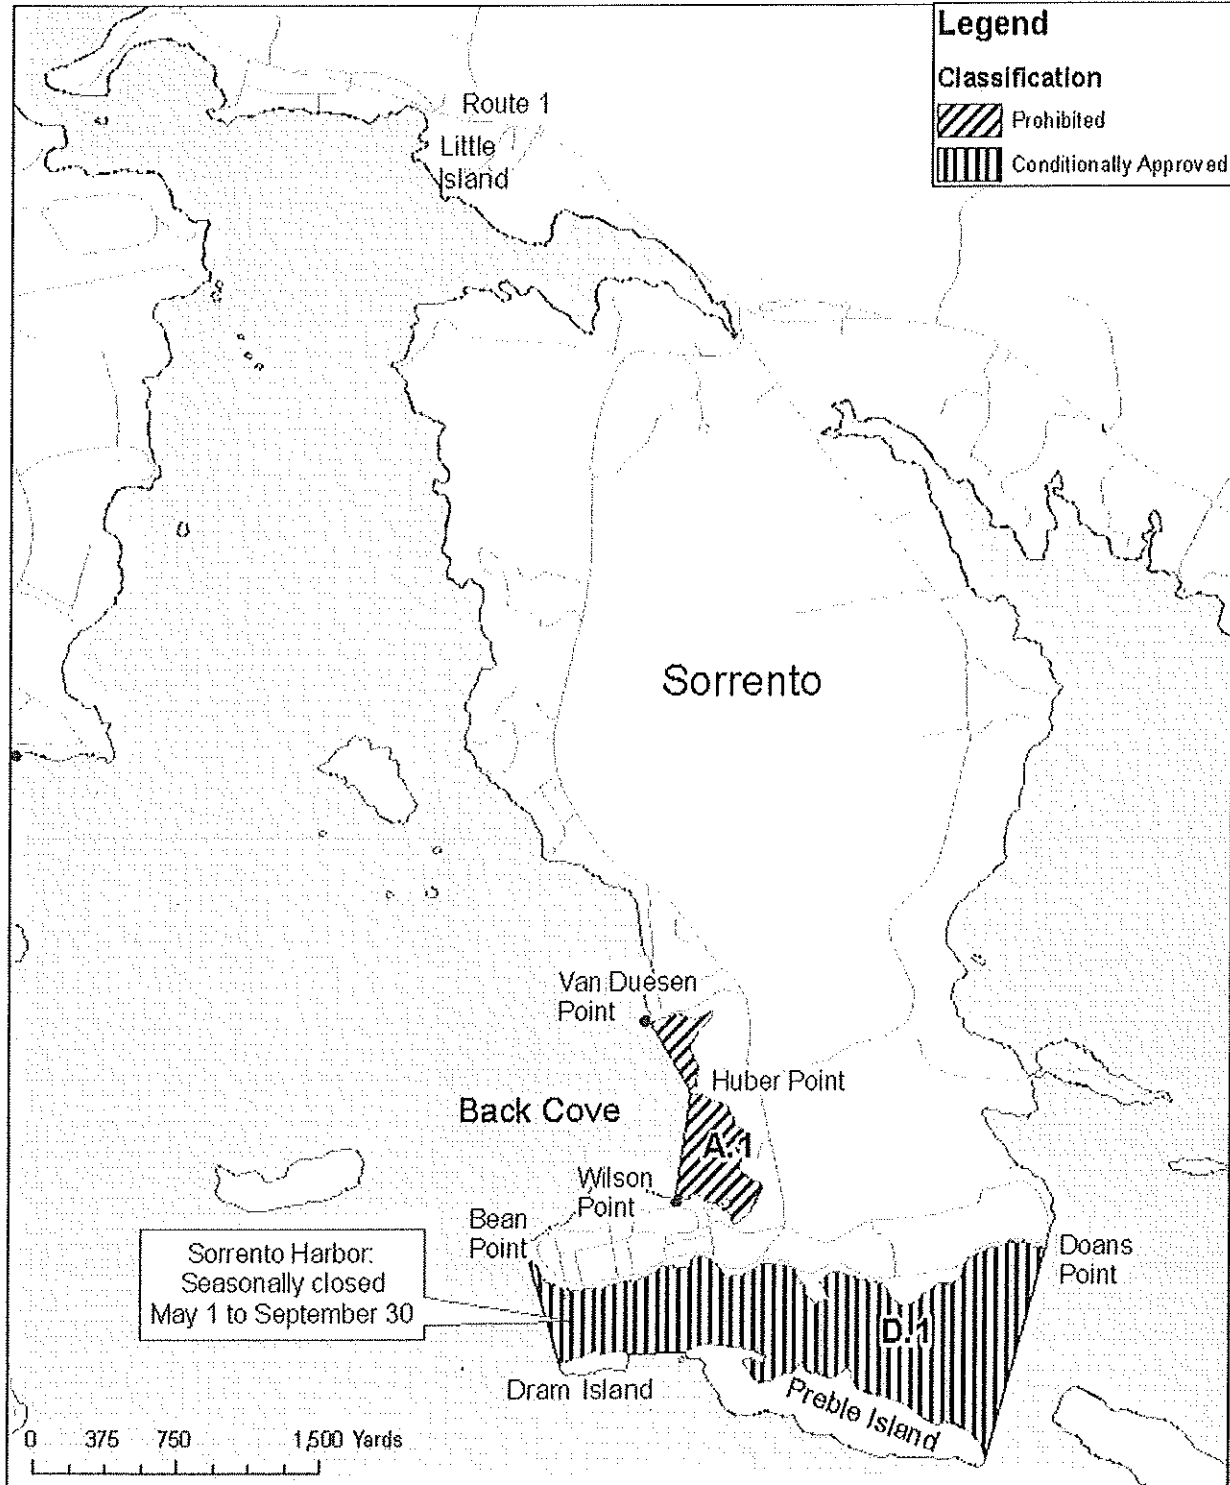 Legend
Classification
Prohibited
Conditionally Approved
Route 1
Little
Island
Sorrento
Van Duesen
Point
Huber Point
Back Cove
A.1
Wilson
Point
Bean
Point
Doans
Point
Sorrento Harbor:
Seasonally closed
May 1 to September 30
D.1
Dram Island
Preble Island
0 375 750 1,500 Yards